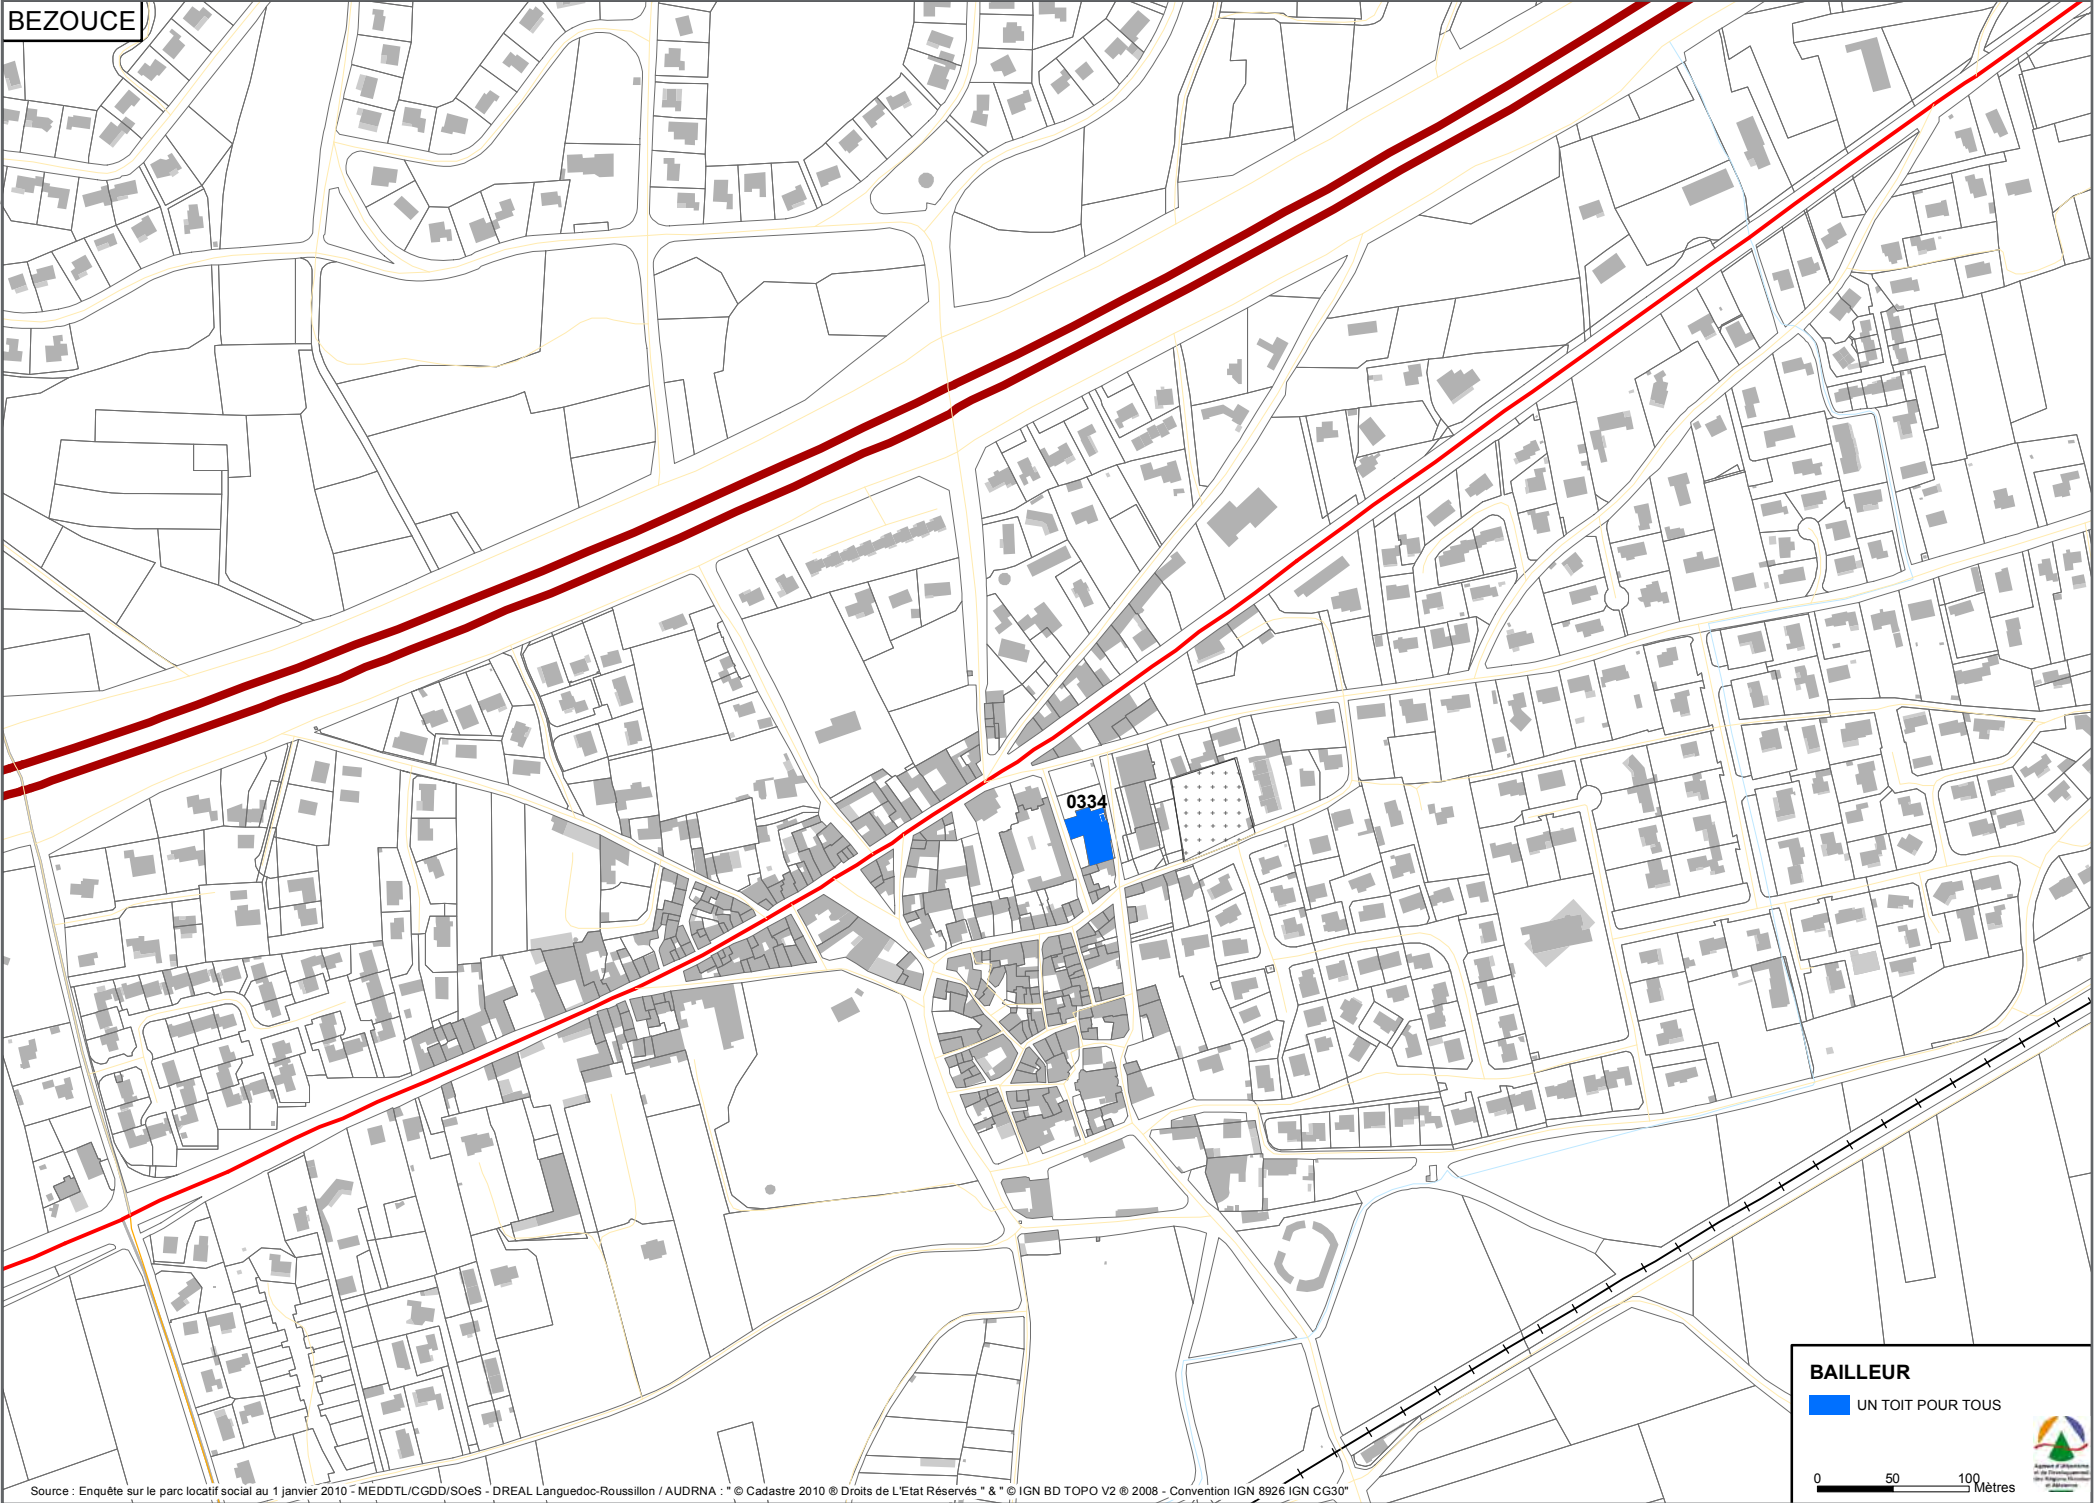 BEZOUCE
0334
BAILLEUR
UN TOIT POUR TOUS
0 50 100
Mètres
Source : Enquête sur le parc locatif social au 1 janvier 2010 - MEDDTL/CGDD/SOeS - DREAL Languedoc-Roussillon / AUDRNA : " © Cadastre 2010 ® Droits de L'Etat Réservés " & " © IGN BD TOPO V2 ® 2008 - Convention IGN 8926 IGN CG30"